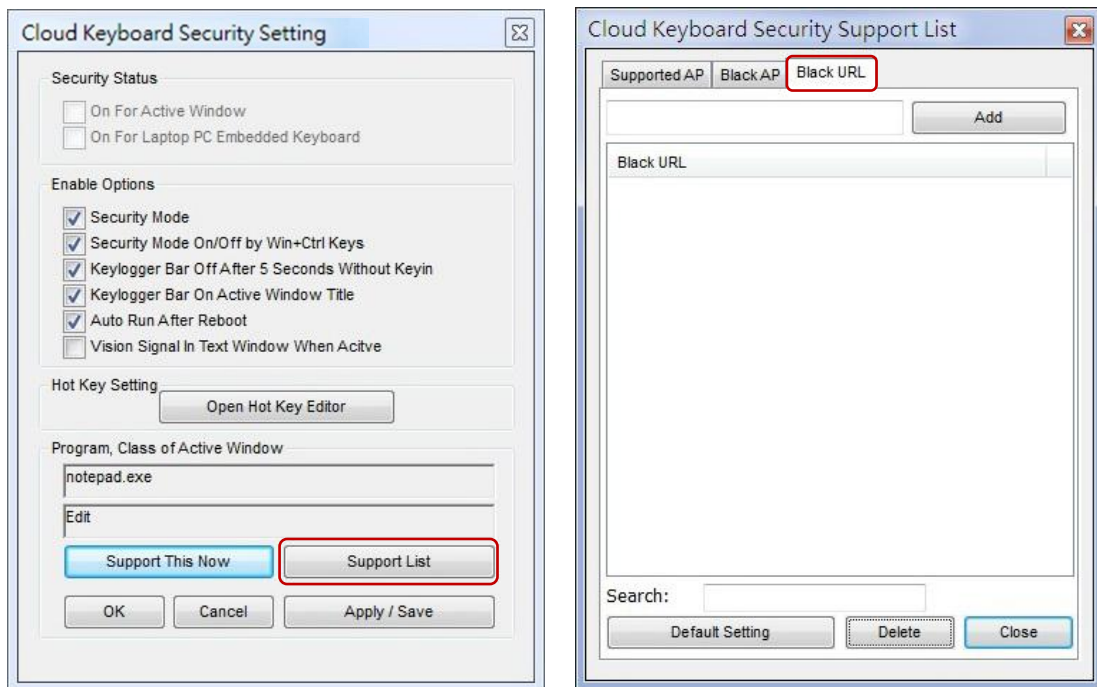 Cloud Keyboard Security Setting
Security Status
On For Active Window
On For Laptop PC Embedded Keyboard
Enable Options
Security Mode
Security Mode On/Off by Win+Ctrl Keys
Keylogger Bar Off After 5 Seconds Without Keyin
Keylogger Bar On Active Window Title
Auto Run After Reboot
Vision Signal In Text Window When Acitve
Hot Key Setting
Open Hot Key Editor
Program, Class of Active Window
notepad.exe
Edit
Support This Now
Support List
OK
Cancel
Apply / Save
Cloud Keyboard Security Support List
Supported AP
Black AP
Black URL
Add
Black URL
Search:
Default Setting
Delete
Close